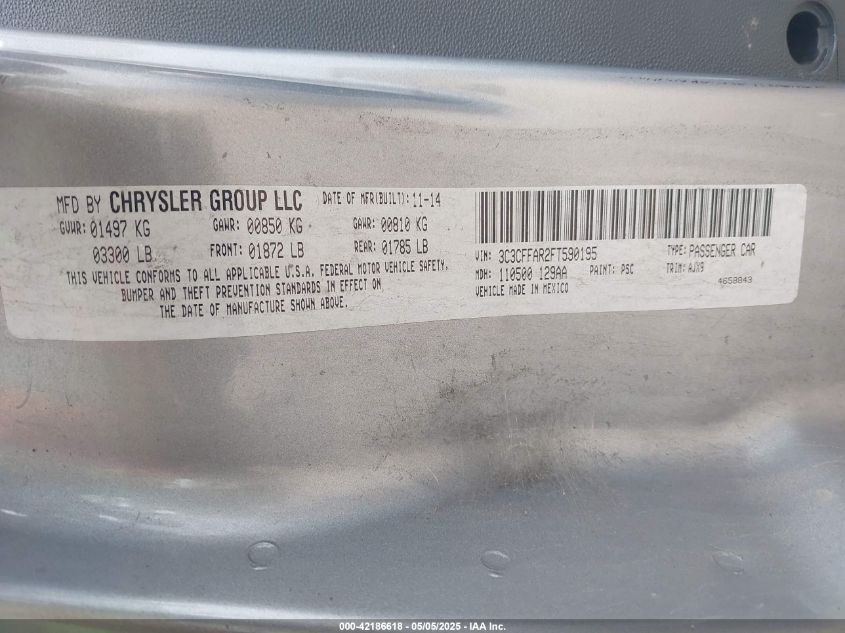 MFD BY CHRYSLER GROUP LLC DATE OF MFR(BUILT): 11-14
GVWR: 01497 KG GAWR: 00850 KG GAWR: 00810 KG
03300 LB FRONT: 01872 LB REAR: 01785 LB
THIS VEHICLE CONFORMS TO ALL APPLICABLE U.S.A. FEDERAL MOTOR VEHICLE SAFETY,
BUMPER AND THEFT PREVENTION STANDARDS IN EFFECT ON
THE DATE OF MANUFACTURE SHOWN ABOVE.
VIN: 3C3CFFAR2FT590195 TYPE: PASSENGER CAR
MDH: 110500 129AA PAINT: PSC TRIM: AJX9
VEHICLE MADE IN MEXICO 4658843
000-42186618 - 05/05/2025 - IAA Inc.